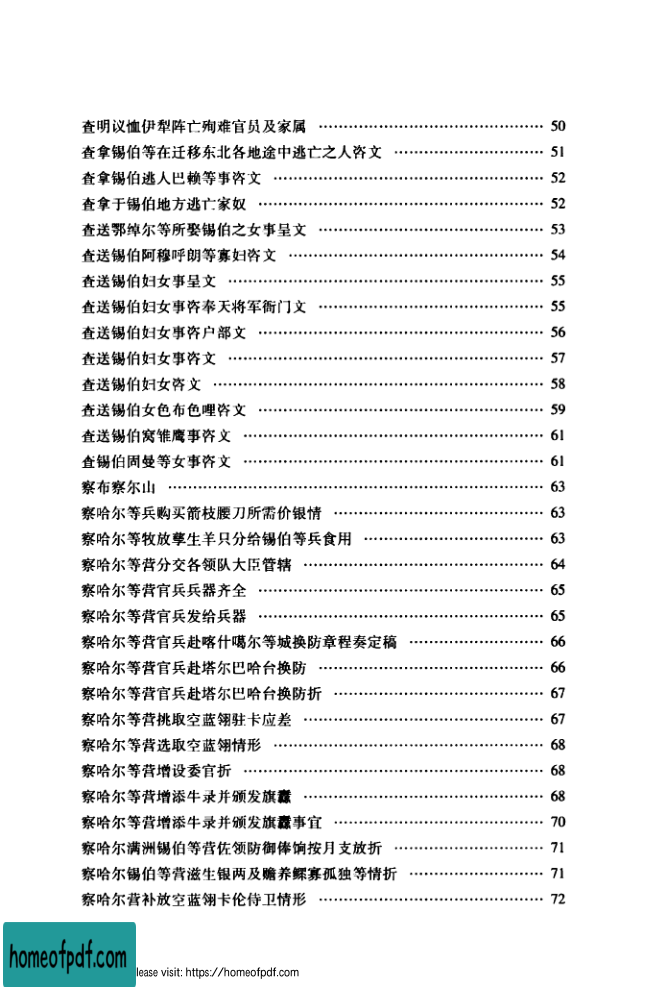 查明议恤伊犁阵亡殉难官员及家属 …………………………………… 50
查拿锡伯等在迁移东北各地途中逃亡之人咨文 ………………………… 51
查拿锡伯逃人巴赖等事咨文 …………………………………………… 52
查拿于锡伯地方逃亡家奴 ……………………………………………… 52
查送鄂绰尔等所娶锡伯之女事呈文 …………………………………… 53
查送锡伯阿穆呼朗等寡妇咨文 ………………………………………… 54
查送锡伯妇女事呈文 …………………………………………………… 55
查送锡伯妇女事咨奉天将军衙门文 …………………………………… 55
查送锡伯妇女事咨户部文 ……………………………………………… 56
查送锡伯妇女事咨文 …………………………………………………… 57
查送锡伯妇女咨文 ……………………………………………………… 58
查送锡伯女色布色哩咨文 ……………………………………………… 59
查送锡伯窝雏鹰事咨文 ………………………………………………… 61
查锡伯固曼等女事咨文 ………………………………………………… 61
察布察尔山 ……………………………………………………………… 63
察哈尔等兵购买箭枝腰刀所需价银情 ………………………………… 63
察哈尔等牧放孳生羊只分给锡伯等兵食用 …………………………… 63
察哈尔等营分交各领队大臣管辖 ……………………………………… 64
察哈尔等营官兵兵器齐全 ……………………………………………… 65
察哈尔等营官兵发给兵器 ……………………………………………… 65
察哈尔等营官兵赴喀什噶尔等城换防章程奏定稿 …………………… 66
察哈尔等营官兵赴塔尔巴哈台换防 …………………………………… 66
察哈尔等营官兵赴塔尔巴哈台换防折 ………………………………… 67
察哈尔等营挑取空蓝翎驻卡应差 ……………………………………… 67
察哈尔等营选取空蓝翎情形 …………………………………………… 68
察哈尔等营增设委官折 ………………………………………………… 68
察哈尔等营增添牛录并颁发旗纛 ……………………………………… 68
察哈尔等营增添牛录并颁发旗纛事宜 ………………………………… 70
察哈尔满洲锡伯等营佐领防御俸饷按月支放折 ……………………… 71
察哈尔锡伯等营滋生银两及赡养鳏寡孤独等情折 …………………… 71
察哈尔营补放空蓝翎卡伦侍卫情形 …………………………………… 72
homeofpdf.com
lease visit: https://homeofpdf.com